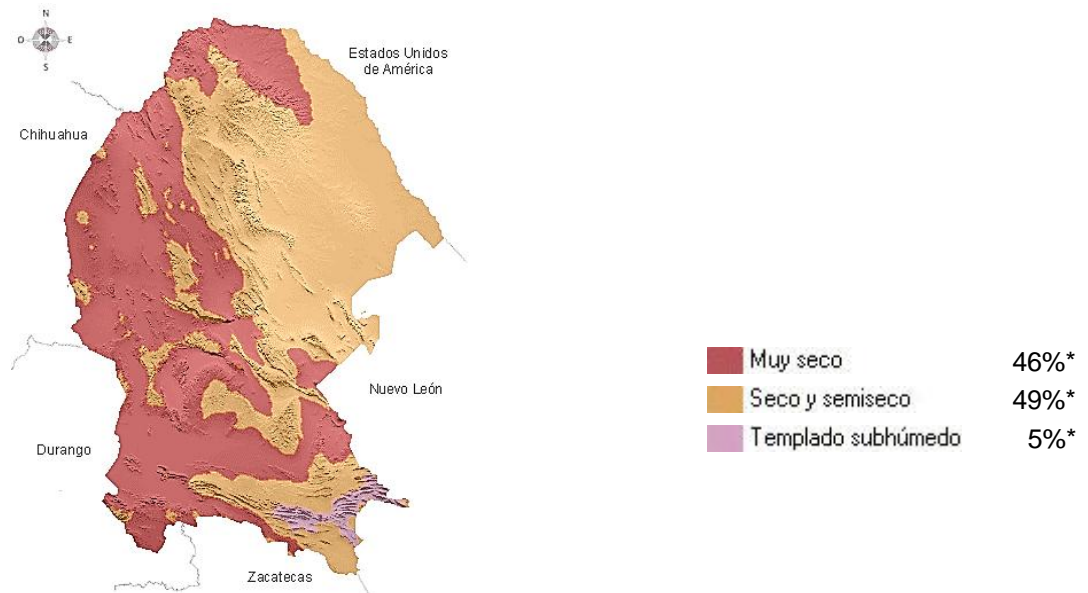 N
O E
S
Estados Unidos
de América
Chihuahua
Nuevo León
Durango
Zacatecas
Muy seco 46%*
Seco y semiseco 49%*
Templado subhúmedo 5%*